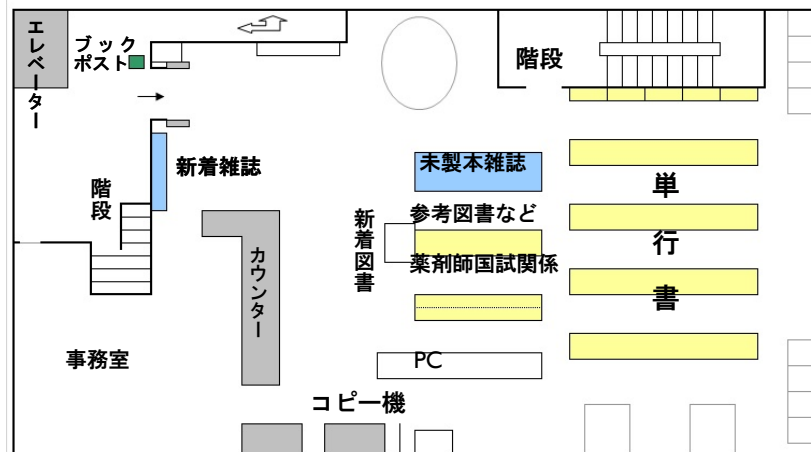 エレベーター
ブック
ポスト
階段
新着雑誌
階段
未製本雑誌
単行書
参考図書など
新着図書
薬剤師国試関係
カウンター
事務室
PC
コピー機